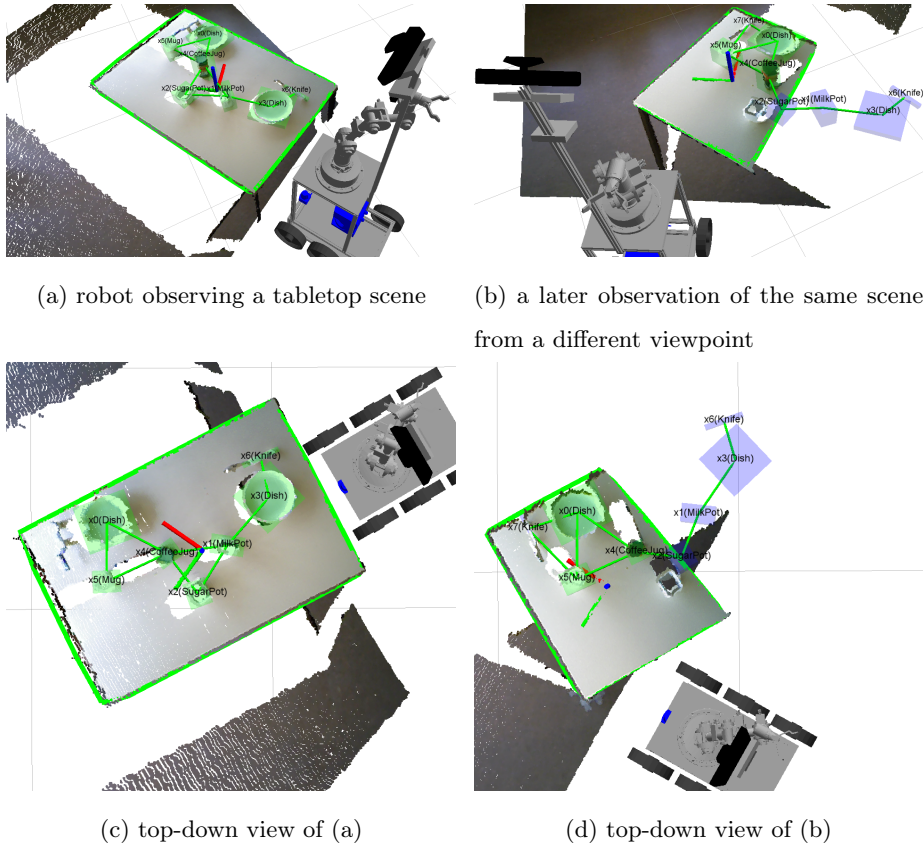 x0(Dish)
x5(Mug)
x4(CoffeeJug)
x2(SugarPot)
x1(MilkPot)
x6(Knife)
x3(Dish)
x7(Knife)
x0(Dish)
x5(Mug)
x4(CoffeeJug)
x6(Knife)
x2(SugarPot)
x1(MilkPot)
x3(Dish)
(a) robot observing a tabletop scene
(b) a later observation of the same scene
from a different viewpoint
x6(Knife)
x3(Dish)
x0(Dish)
x1(MilkPot)
x4(CoffeeJug)
x5(Mug)
x2(SugarPot)
x6(Knife)
x3(Dish)
x0(Dish)
x1(MilkPot)
x7(Knife)
x4(CoffeeJug)
x2(SugarPot)
x5(Mug)
(c) top-down view of (a)
(d) top-down view of (b)